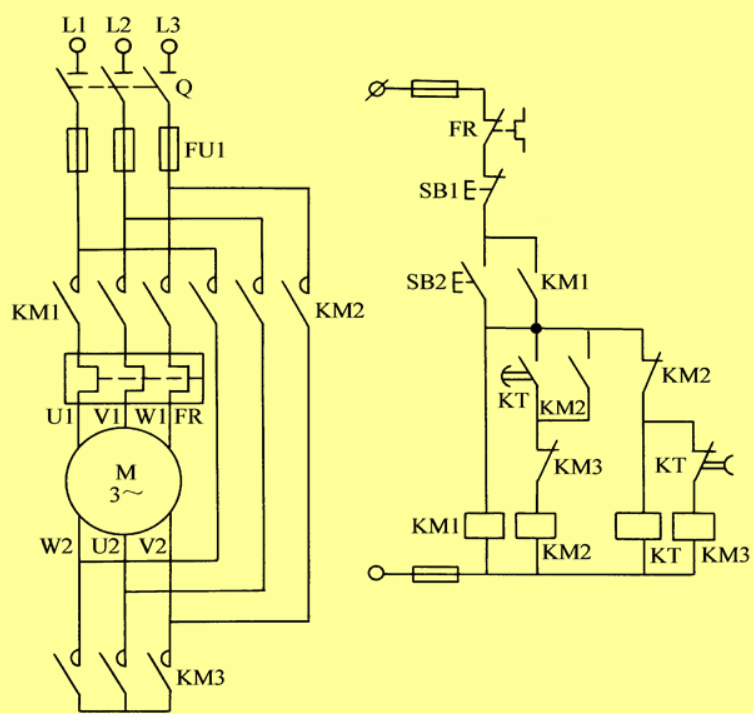 L1 L2 L3
Q
FU1
FR
SB1
SB2
KM1
KM1
KM2
KT
KM2
KM2
U1 V1 W1 FR
KM3
KT
M
3～
W2 U2 V2
KM1
KM2
KT
KM3
KM3